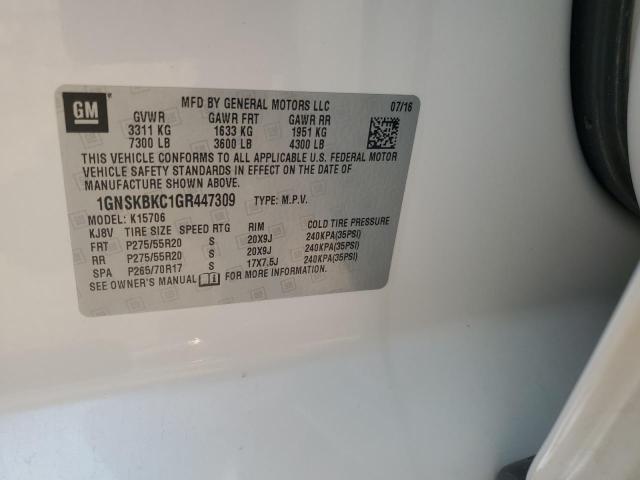 GM
MFD BY GENERAL MOTORS LLC 07/16
GVWR GAWR FRT GAWR RR
3311 KG 1633 KG 1951 KG
7300 LB 3600 LB 4300 LB
THIS VEHICLE CONFORMS TO ALL APPLICABLE U.S. FEDERAL MOTOR
VEHICLE SAFETY STANDARDS IN EFFECT ON THE DATE OF
MANUFACTURE SHOWN ABOVE.
1GNSKBKC1GR447309 TYPE: M.P.V.
MODEL: K15706
KJ8V TIRE SIZE SPEED RTG RIM COLD TIRE PRESSURE
FRT P275/55R20 S 20X9J 240KPA(35PSI)
RR P275/55R20 S 20X9J 240KPA(35PSI)
SPA P265/70R17 S 17X7.5J 240KPA(35PSI)
SEE OWNER'S MANUAL FOR MORE INFORMATION.